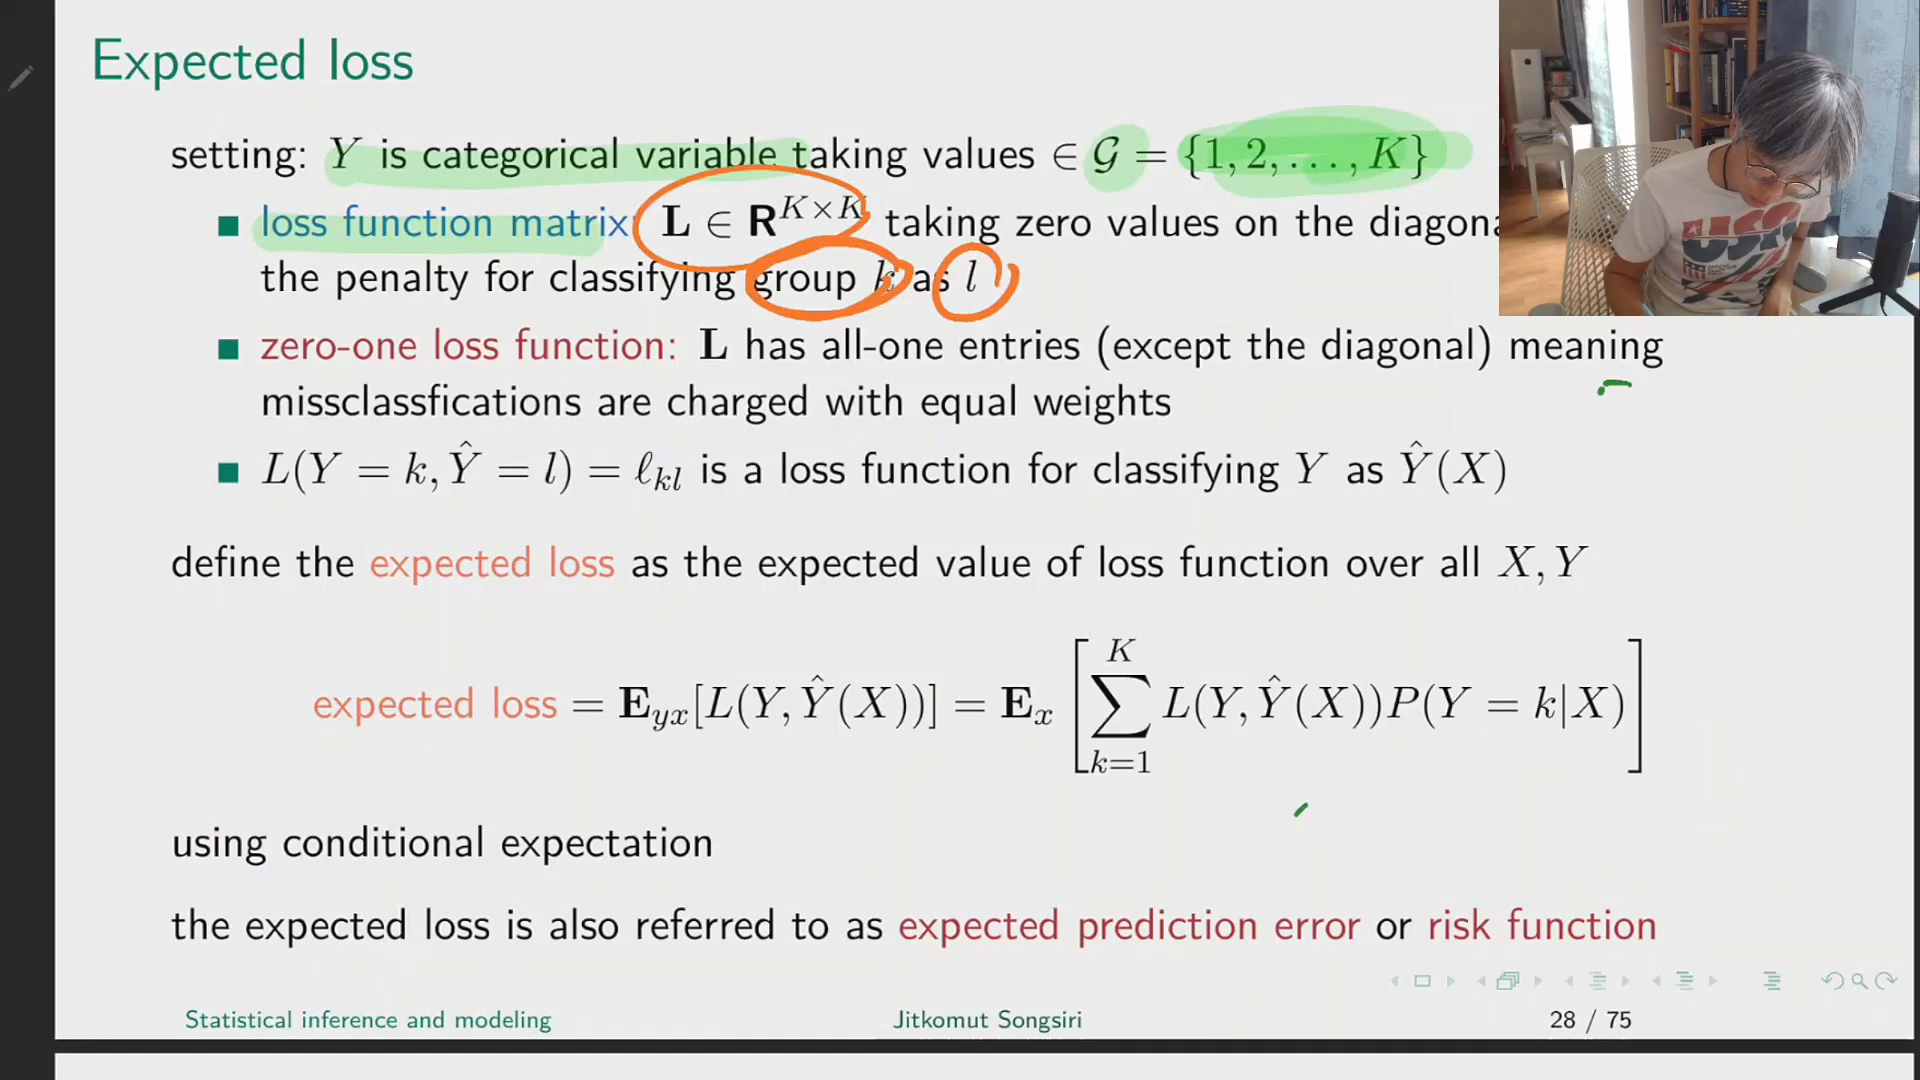 Expected loss
setting: Y is categorical variable taking values ∈ 𝒢 = {1, 2, . . . , K}
loss function matrix: L ∈ R^{K×K} taking zero values on the
the penalty for classifying group k as l
zero-one loss function: L has all-one entries (except the diagonal) meaning
missclassfications are charged with equal weights
L(Y = k, Ŷ = l) = ℓ_{kl} is a loss function for classifying Y as Ŷ(X)
define the expected loss as the expected value of loss function over all X, Y
expected loss = E_{yx}[L(Y, Ŷ(X))] = E_x [∑_{k=1}^{K} L(Y, Ŷ(X))P(Y = k|X)]
using conditional expectation
the expected loss is also referred to as expected prediction error or risk function
Statistical inference and modeling Jitkomut Songsiri 28 / 75